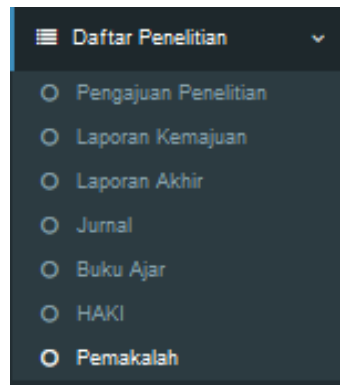 Daftar Penelitian
Pengajuan Penelitian
Laporan Kemajuan
Laporan Akhir
Jurnal
Buku Ajar
HAKI
Pemakalah